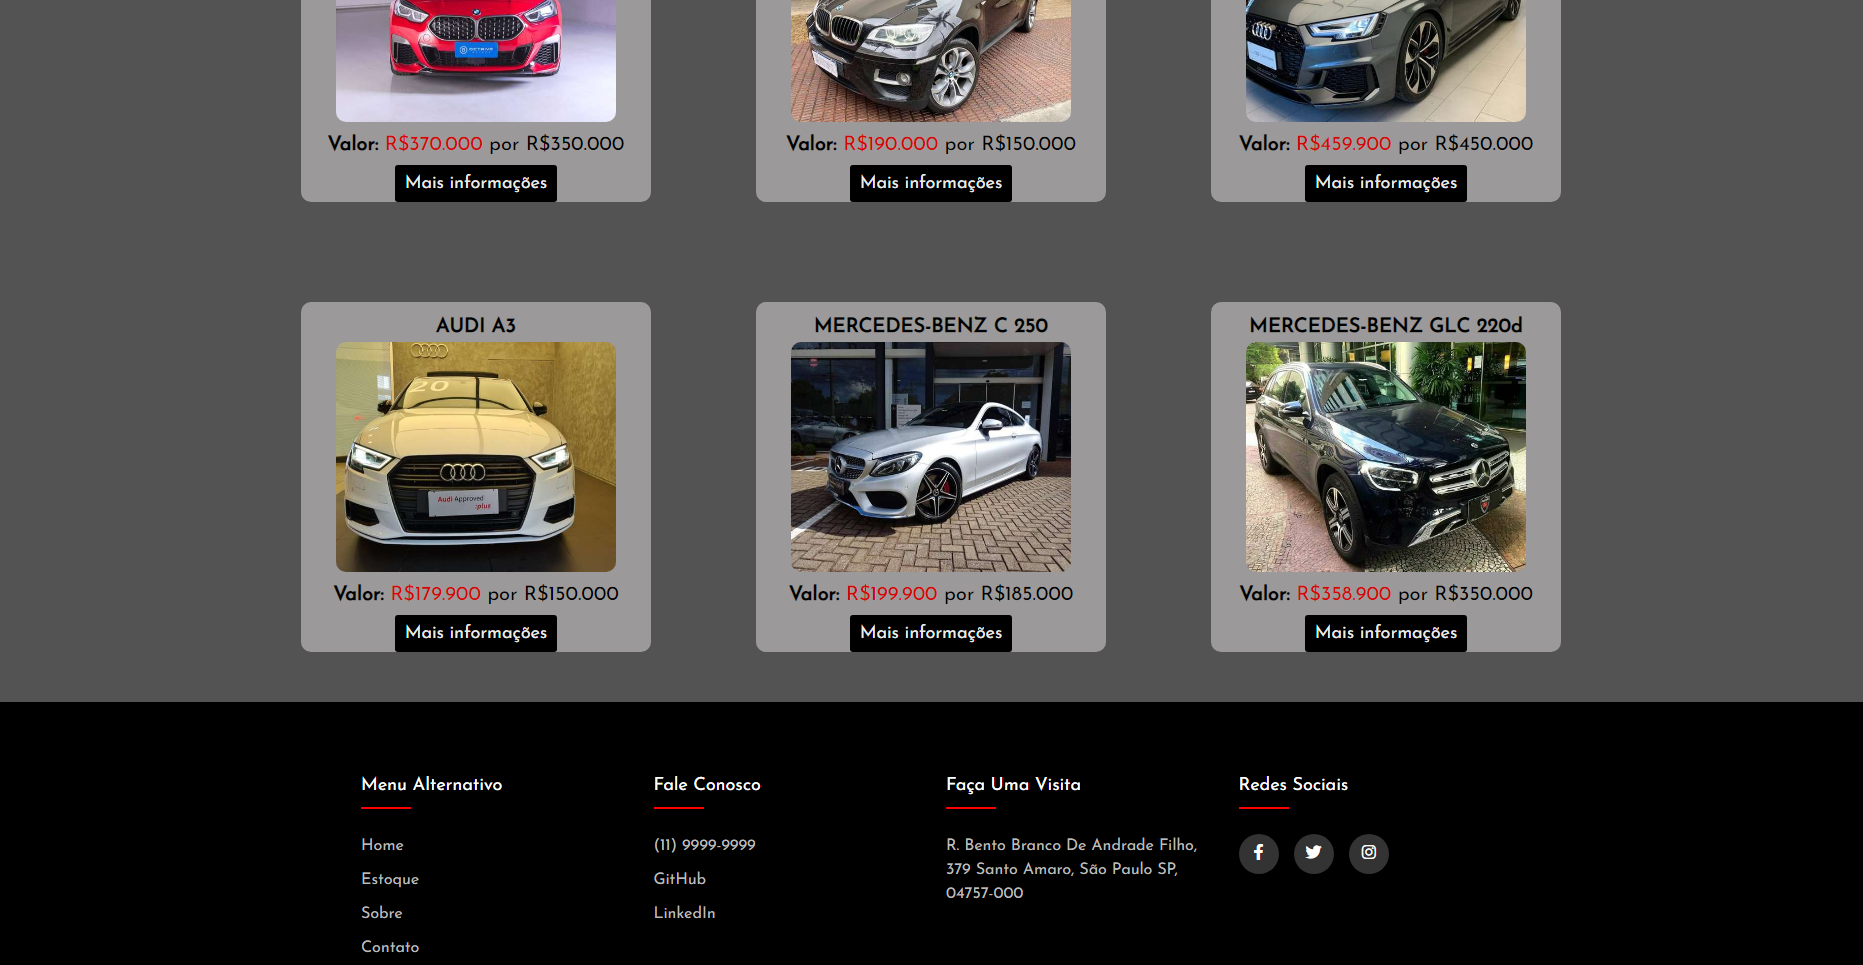 Valor: R$370.000 por R$350.000
Mais informações
Valor: R$190.000 por R$150.000
Mais informações
Valor: R$459.900 por R$450.000
Mais informações
AUDI A3
20
Audi Approved
:plus
Valor: R$179.900 por R$150.000
Mais informações
MERCEDES-BENZ C 250
Valor: R$199.900 por R$185.000
Mais informações
MERCEDES-BENZ GLC 220d
Valor: R$358.900 por R$350.000
Mais informações
Menu Alternativo
Home
Estoque
Sobre
Contato
Fale Conosco
(11) 9999-9999
GitHub
LinkedIn
Faça Uma Visita
R. Bento Branco De Andrade Filho,
379 Santo Amaro, São Paulo SP,
04757-000
Redes Sociais